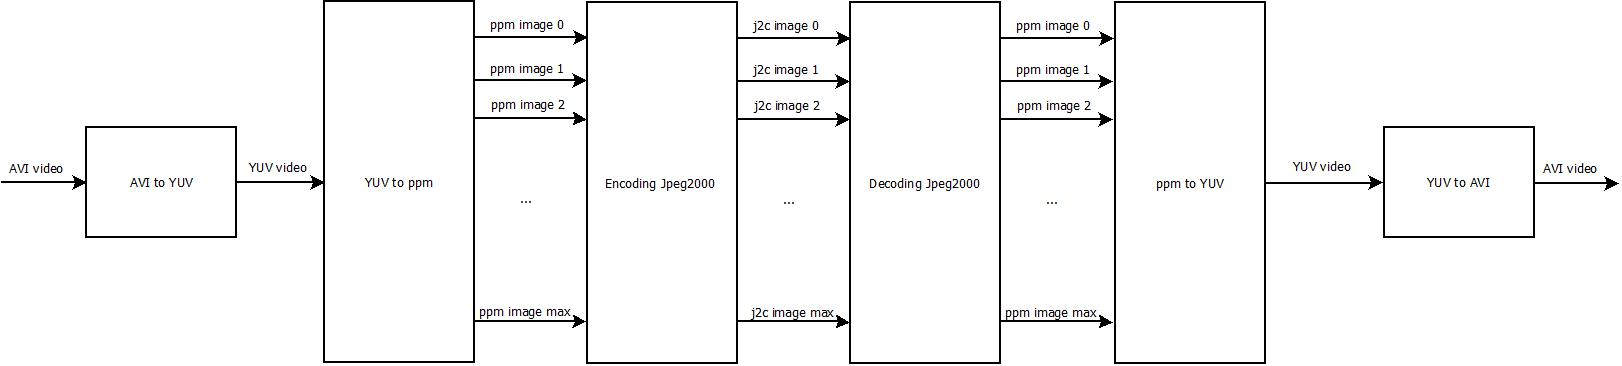 AVI video
AVI to YUV
YUV video
YUV to ppm
ppm image 0
ppm image 1
ppm image 2
...
ppm image max
Encoding Jpeg2000
j2c image 0
j2c image 1
j2c image 2
...
j2c image max
Decoding Jpeg2000
ppm image 0
ppm image 1
ppm image 2
...
ppm image max
ppm to YUV
YUV video
YUV to AVI
AVI video